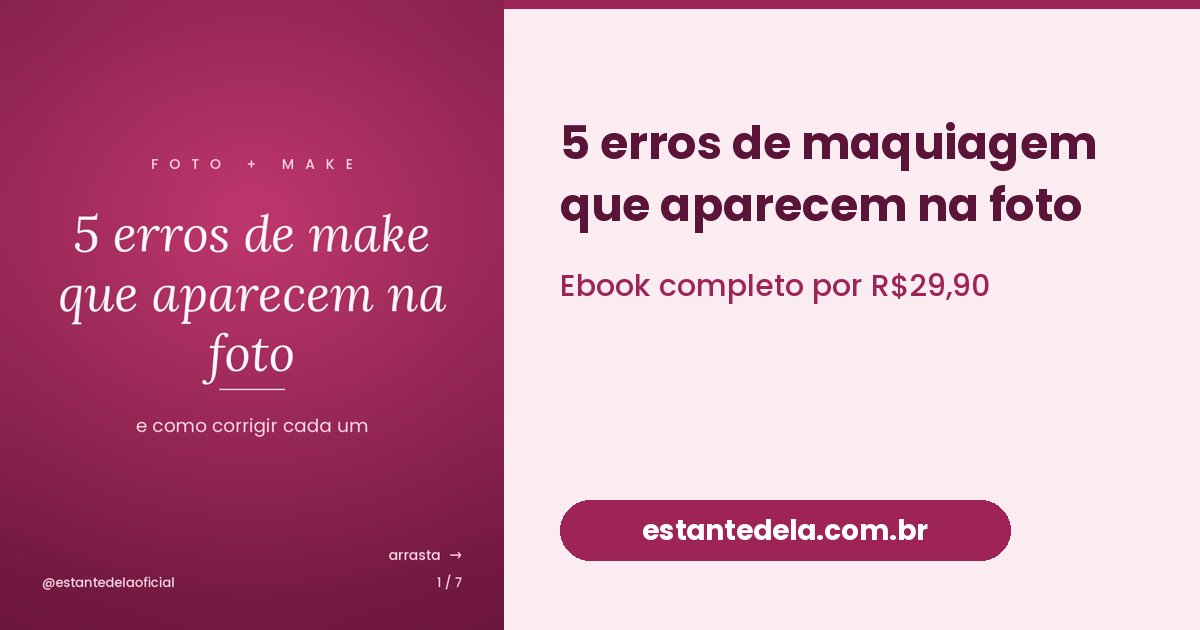 FOTO + MAKE
5 erros de make
que aparecem na
foto
e como corrigir cada um
arrasta →
@estantedelaoficial
1 / 7
5 erros de maquiagem
que aparecem na foto
Ebook completo por R$29,90
estantedela.com.br